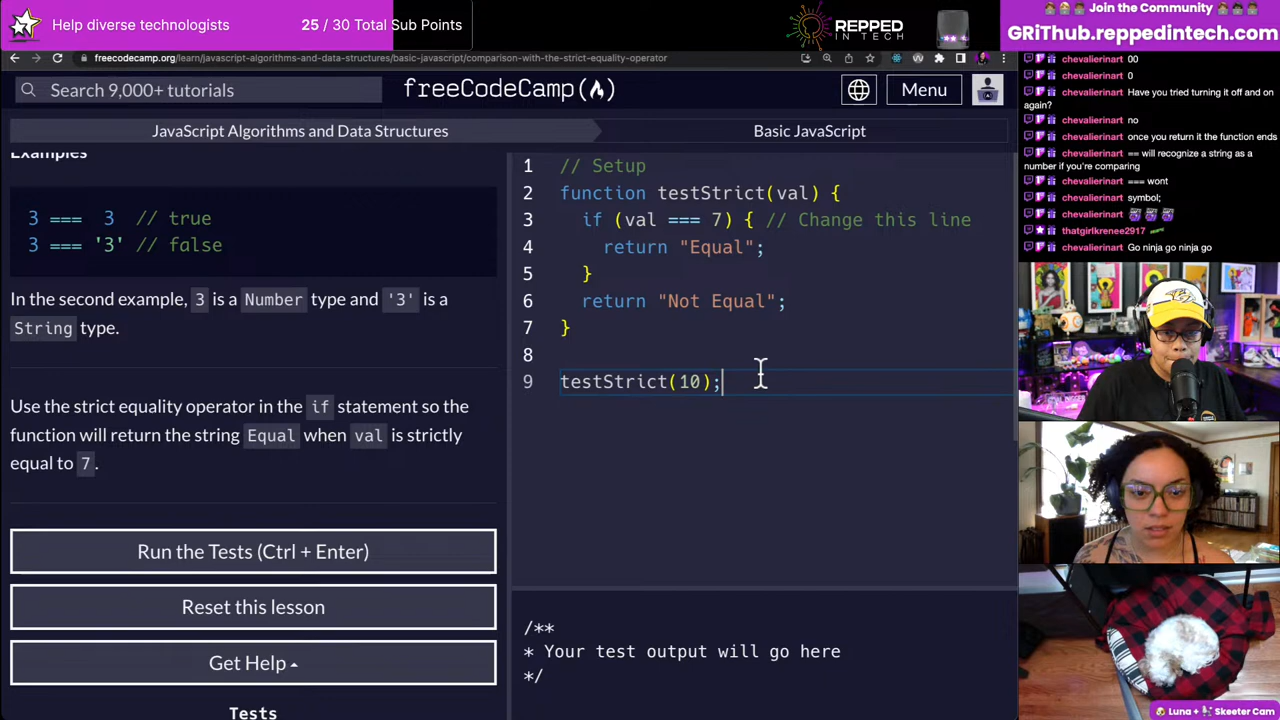 Help diverse technologists
25 / 30 Total Sub Points
REPPED
IN TECH
Join the Community
GRiThub.reppedintech.com
freecodecamp.org/learn/javascript-algorithms-and-data-structures/basic-javascript/comparison-with-the-strict-equality-operator
Search 9,000+ tutorials
freeCodeCamp
Menu
JavaScript Algorithms and Data Structures
Basic JavaScript
Examples
3 === 3 // true
3 === '3' // false
In the second example, 3 is a Number type and '3' is a
String type.
Use the strict equality operator in the if statement so the
function will return the string Equal when val is strictly
equal to 7.
Run the Tests (Ctrl + Enter)
Reset this lesson
Get Help
Tests
1 // Setup
2 function testStrict(val) {
3 if (val === 7) { // Change this line
4 return "Equal";
5 }
6 return "Not Equal";
7 }
8
9 testStrict(10);
/**
* Your test output will go here
*/
chevalierinart: 00
chevalierinart: 0
chevalierinart: Have you tried turning it off and on
again?
chevalierinart: no
chevalierinart: once you return it the function ends
chevalierinart: == will recognize a string as a
number if you're comparing
chevalierinart: === wont
chevalierinart: symbol;
chevalierinart:
thatgirlkrenee2917
chevalierinart: Go ninja go ninja go
Luna + Skeeter Cam